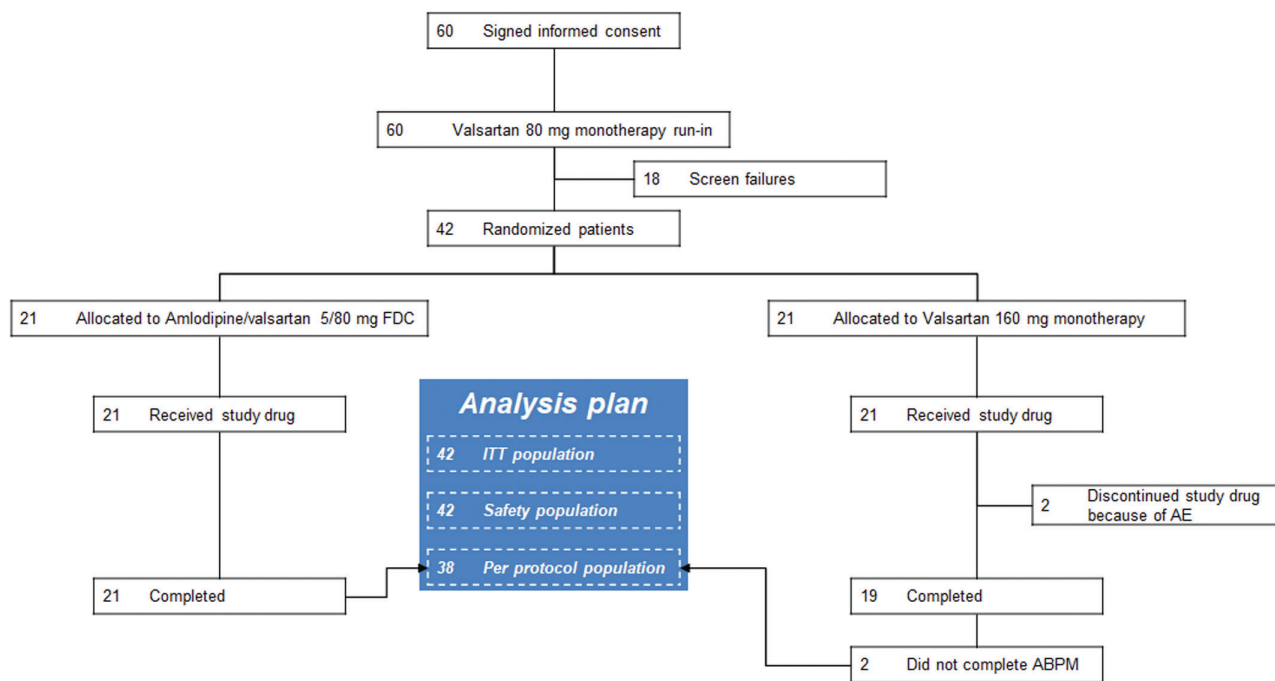 60 Signed informed consent
60 Valsartan 80 mg monotherapy run-in
18 Screen failures
42 Randomized patients
21 Allocated to Amlodipine/valsartan 5/80 mg FDC
21 Allocated to Valsartan 160 mg monotherapy
21 Received study drug
Analysis plan
42 ITT population
42 Safety population
38 Per protocol population
21 Received study drug
2 Discontinued study drug
because of AE
21 Completed
19 Completed
2 Did not complete ABPM